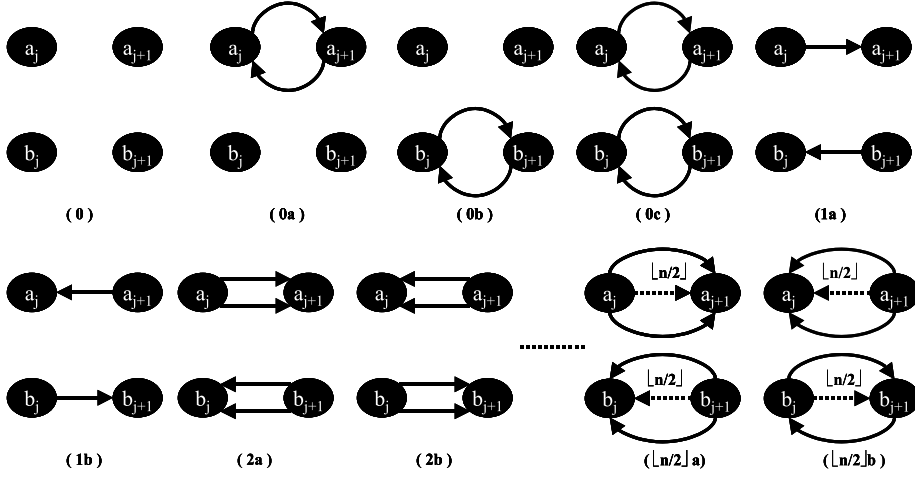 a_j a_{j+1} a_j a_{j+1} a_j a_{j+1} a_j a_{j+1} a_j a_{j+1}
b_j b_{j+1} b_j b_{j+1} b_j b_{j+1} b_j b_{j+1} b_j b_{j+1}
( 0 ) ( 0a ) ( 0b ) ( 0c ) (1a )
⌊n/2⌋ ⌊n/2⌋
a_j a_{j+1} a_j a_{j+1} a_j a_{j+1} a_j a_{j+1} a_j a_{j+1}
⌊n/2⌋ ⌊n/2⌋
b_j b_{j+1} b_j b_{j+1} b_j b_{j+1} b_j b_{j+1} b_j b_{j+1}
( 1b ) ( 2a ) ( 2b ) (⌊n/2⌋ a) (⌊n/2⌋ b )